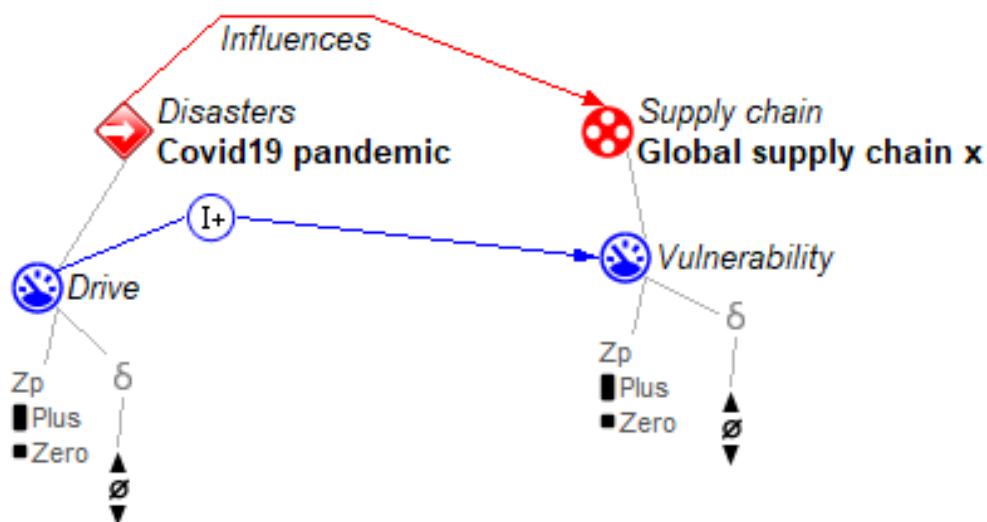 Influences
Disasters
Covid19 pandemic
Supply chain
Global supply chain x
I+
Drive
Vulnerability
Zp
Plus
Zero
δ
ø
Zp
Plus
Zero
δ
ø